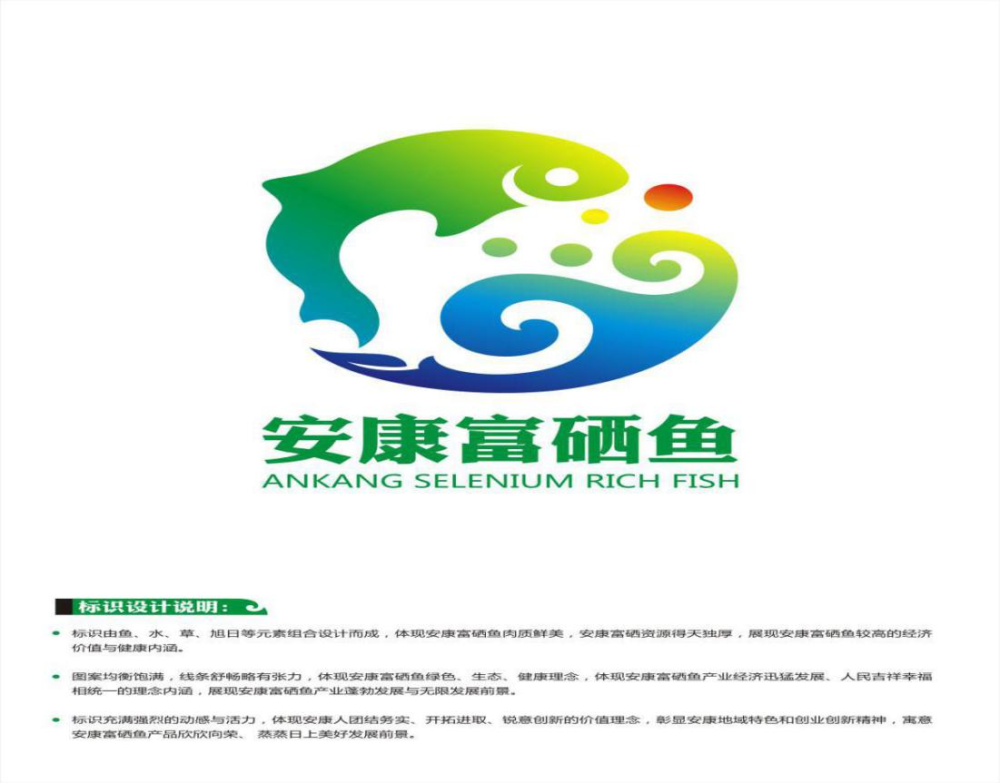 安康富硒鱼
ANKANG SELENIUM RICH FISH
标识设计说明：
标识由鱼、水、草、旭日等元素组合设计而成，体现安康富硒鱼肉质鲜美，安康富硒资源得天独厚，展现安康富硒鱼较高的经济
价值与健康内涵。
图案均衡饱满，线条舒畅略有张力，体现安康富硒鱼绿色、生态、健康理念，体现安康富硒鱼产业经济迅猛发展、人民吉祥幸福
相统一的理念内涵，展现安康富硒鱼产业蓬勃发展与无限发展前景。
标识充满强烈的动感与活力，体现安康人团结务实、开拓进取、锐意创新的价值理念，彰显安康地域特色和创业创新精神，寓意
安康富硒鱼产品欣欣向荣、 蒸蒸日上美好发展前景。